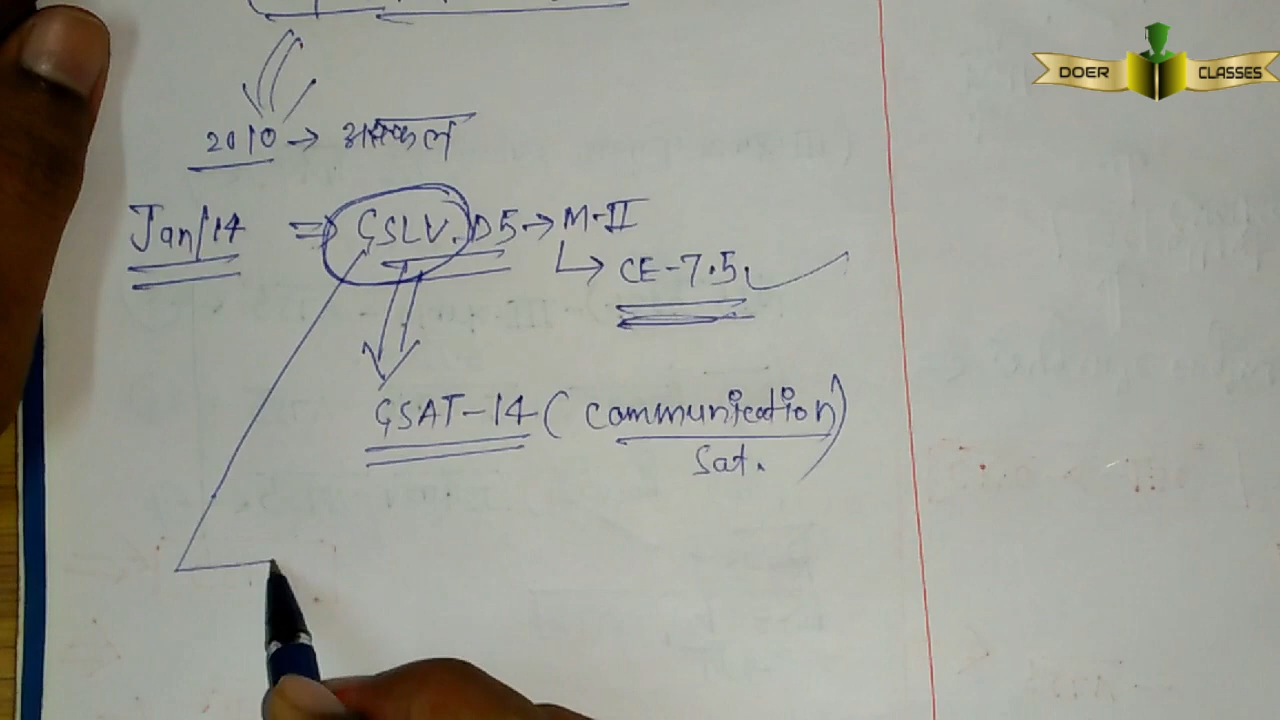 DOER CLASSES
2010 → असफल
Jan/14 ⇒ GSLV.D5 → M-II
↳ CE-7.5
GSAT-14 (Communication)
Sat.